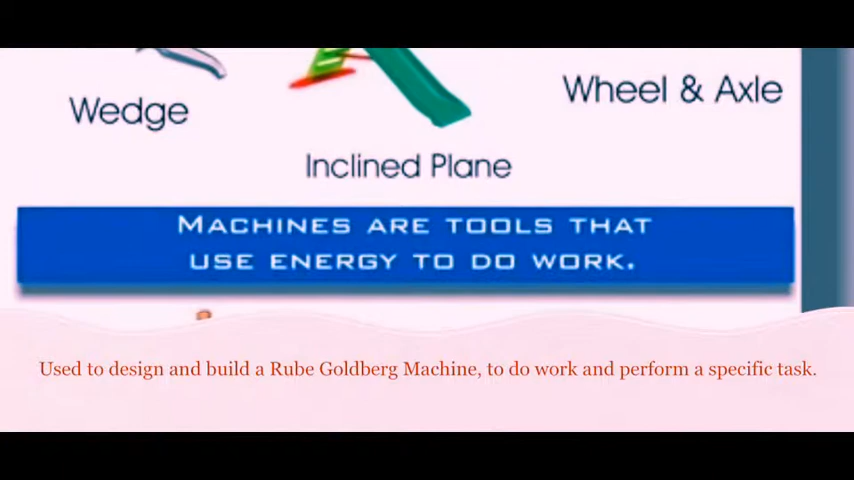 Wedge
Wheel & Axle
Inclined Plane
MACHINES ARE TOOLS THAT
USE ENERGY TO DO WORK.
Used to design and build a Rube Goldberg Machine, to do work and perform a specific task.